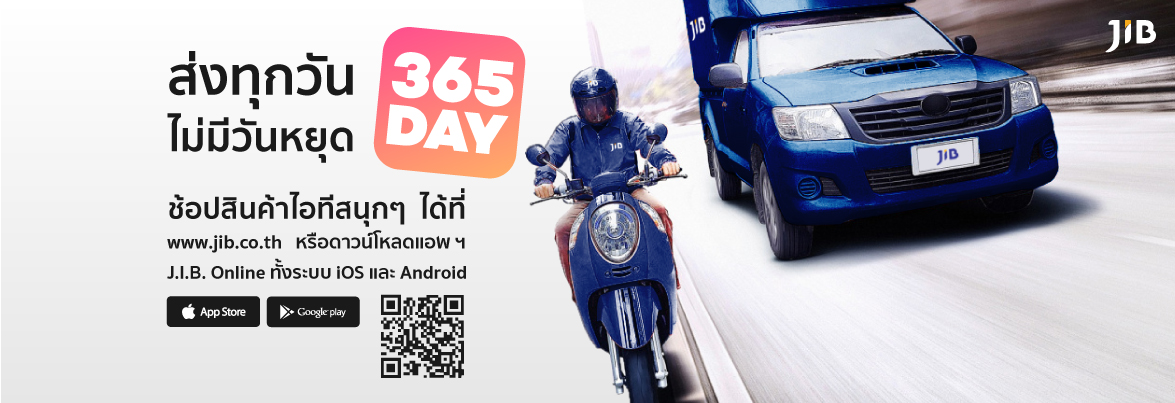 ส่งทุกวัน
ไม่มีวันหยุด
365
DAY
ช้อปสินค้าไอทีสนุกๆ ได้ที่
www.jib.co.th หรือดาวน์โหลดแอพ ฯ
J.I.B. Online ทั้งระบบ iOS และ Android
App Store
Google play
JIB
JIB
JIB
JIB